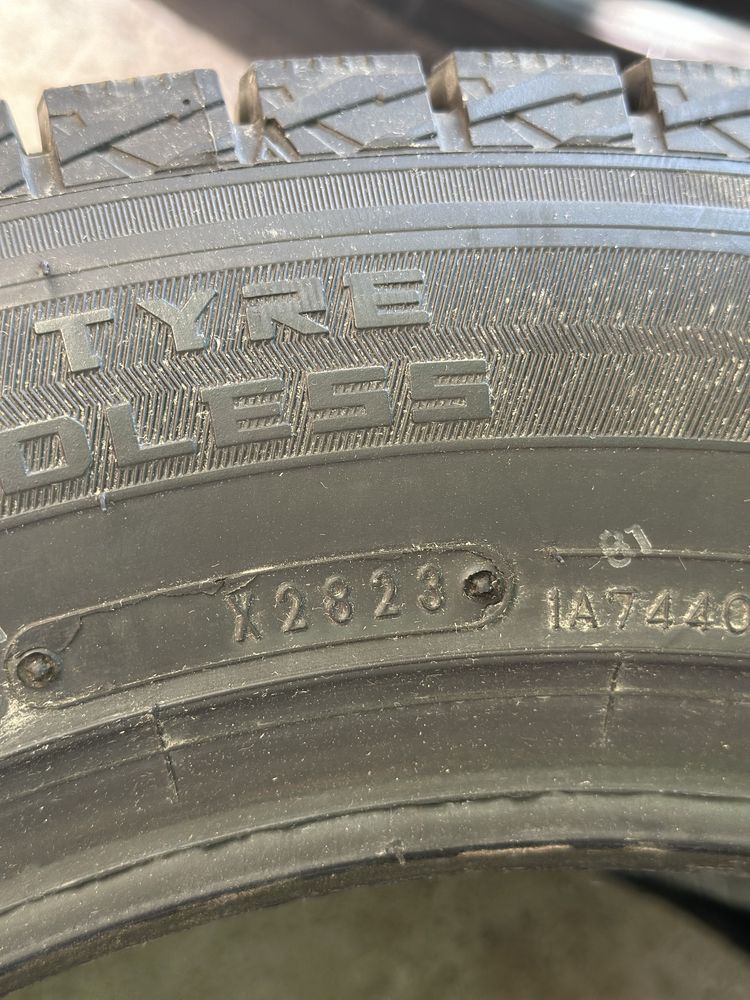 TYRE
DLESS
81
X2823
1A7440